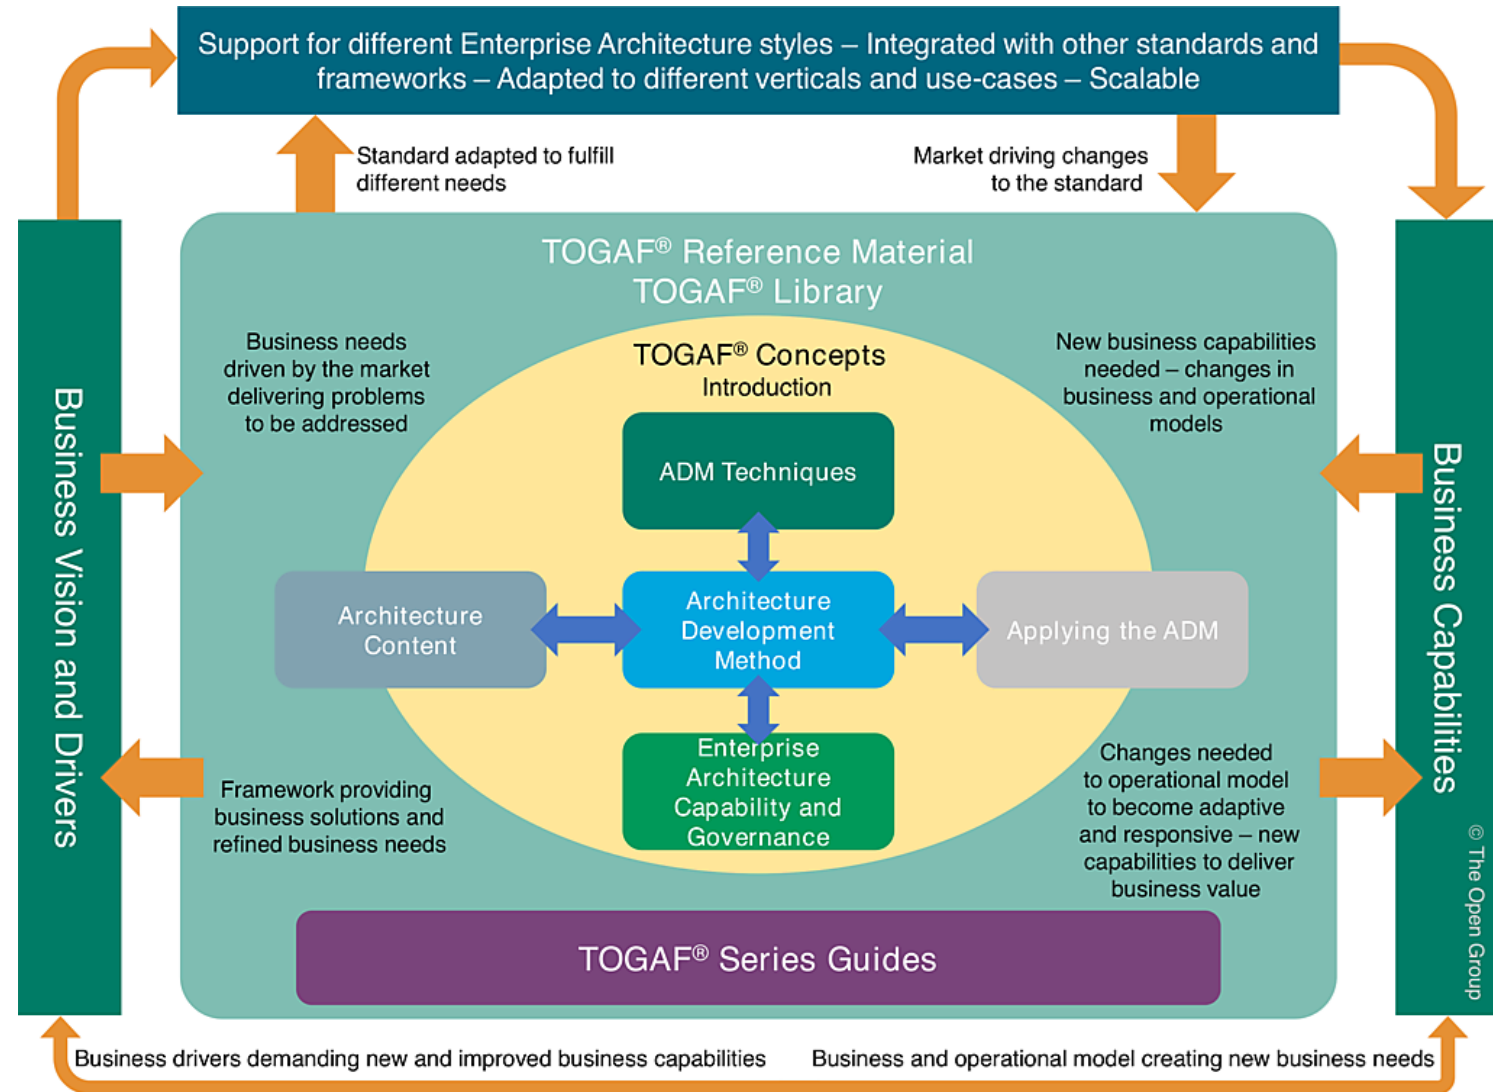 Support for different Enterprise Architecture styles – Integrated with other standards and
frameworks – Adapted to different verticals and use-cases – Scalable
Standard adapted to fulfill
different needs
Market driving changes
to the standard
TOGAF® Reference Material
TOGAF® Library
Business needs
driven by the market
delivering problems
to be addressed
TOGAF® Concepts
Introduction
New business capabilities
needed – changes in
business and operational
models
Business Vision and Drivers
ADM Techniques
Business Capabilities
Architecture
Content
Architecture
Development
Method
Applying the ADM
Enterprise
Architecture
Capability and
Governance
Framework providing
business solutions and
refined business needs
Changes needed
to operational model
to become adaptive
and responsive – new
capabilities to deliver
business value
TOGAF® Series Guides
© The Open Group
Business drivers demanding new and improved business capabilities
Business and operational model creating new business needs